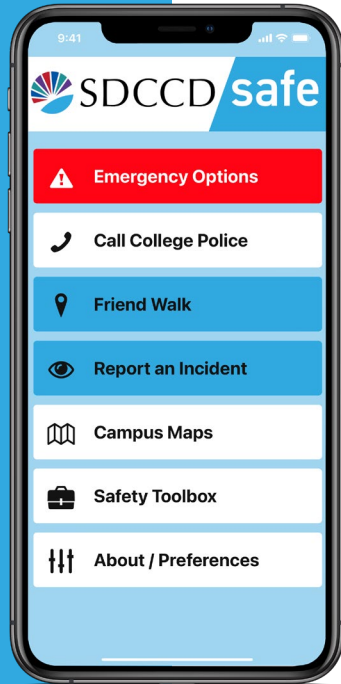 9:41
SDCCD safe
Emergency Options
Call College Police
Friend Walk
Report an Incident
Campus Maps
Safety Toolbox
About / Preferences